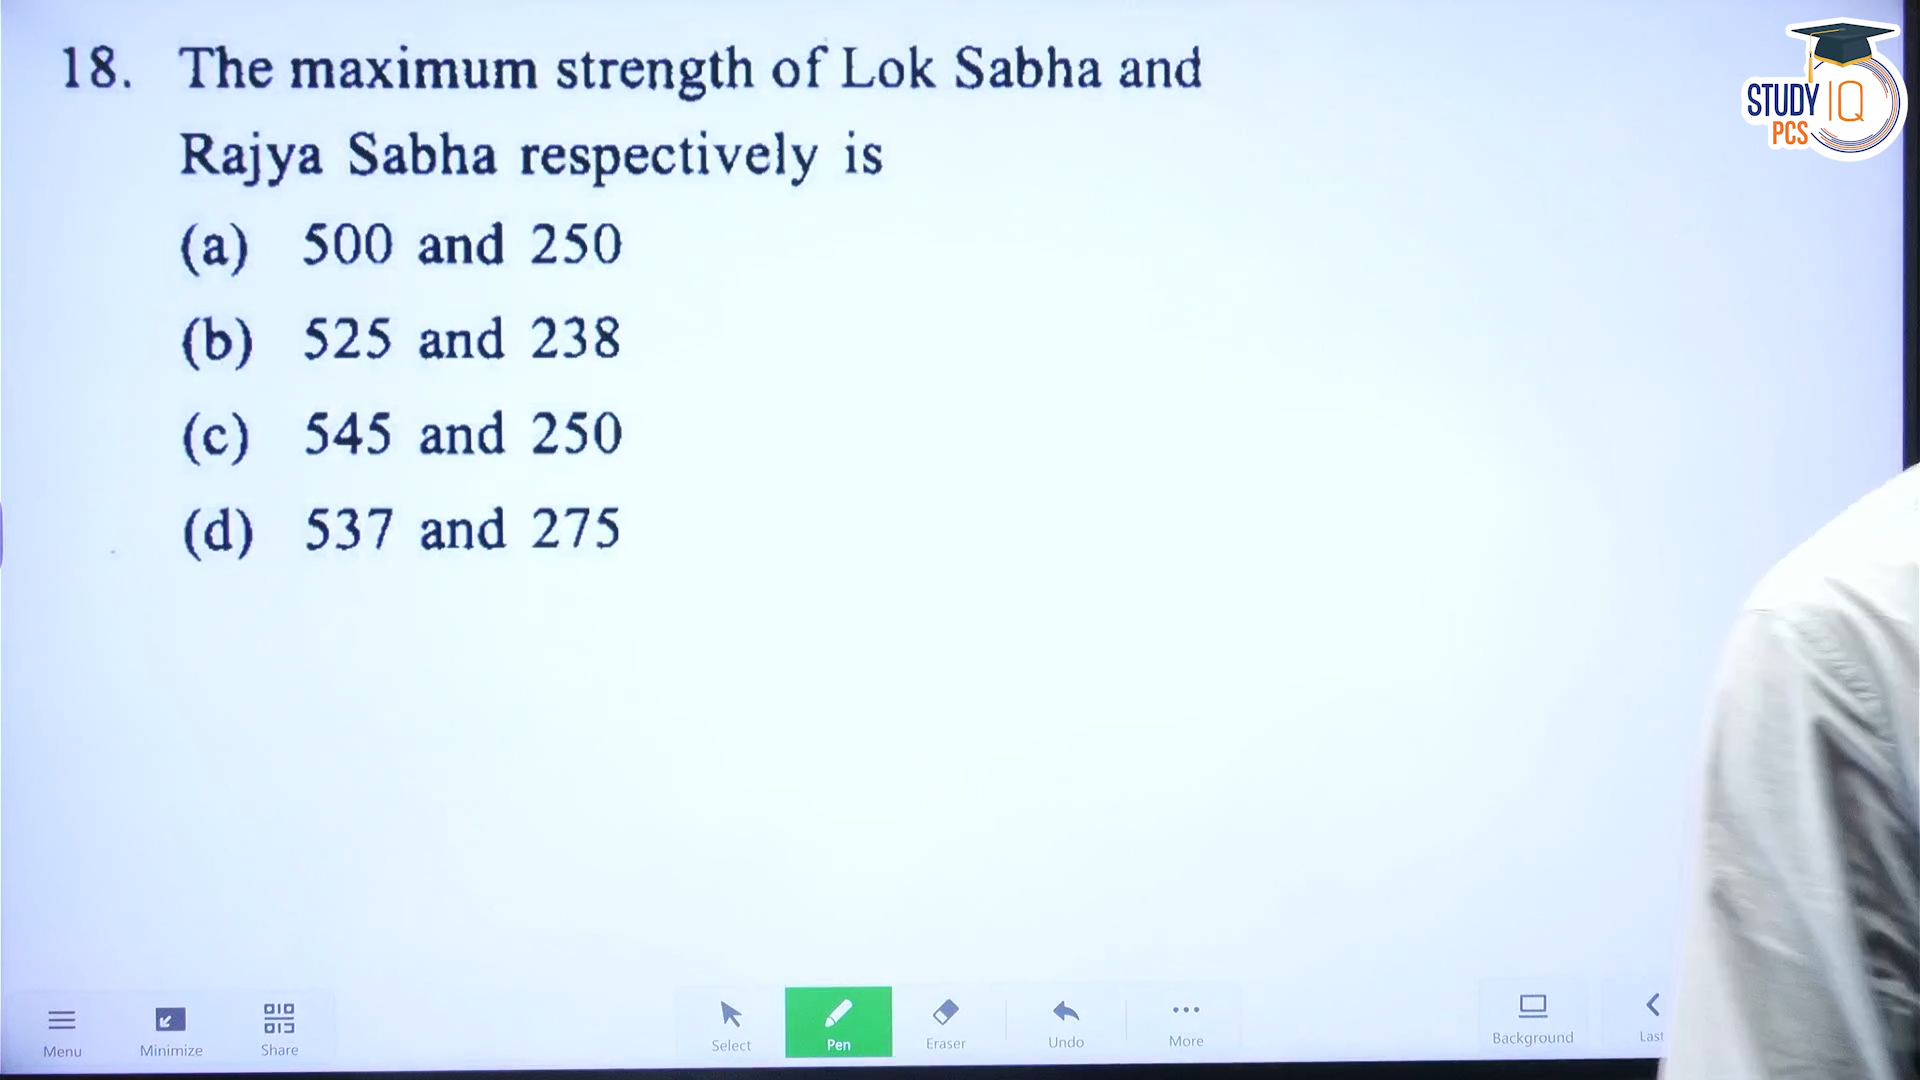 18. The maximum strength of Lok Sabha and
Rajya Sabha respectively is
(a) 500 and 250
(b) 525 and 238
(c) 545 and 250
(d) 537 and 275
STUDY IQ
PCS
Menu
Minimize
Share
Select
Pen
Eraser
Undo
More
Background
Last